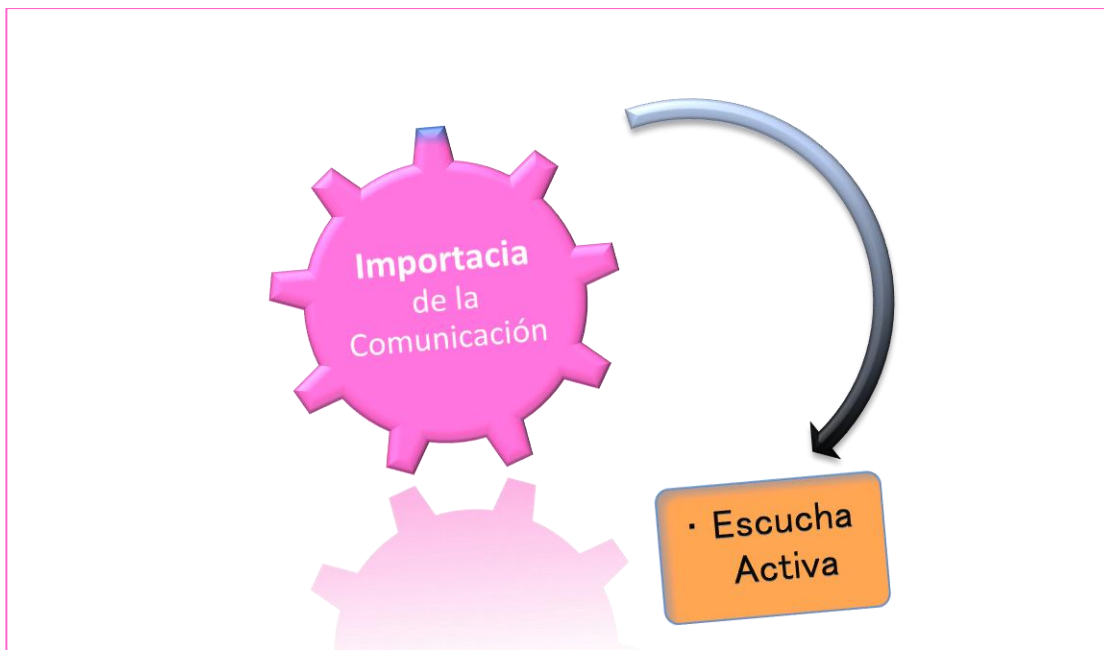 Importacia
de la
Comunicación
· Escucha
Activa